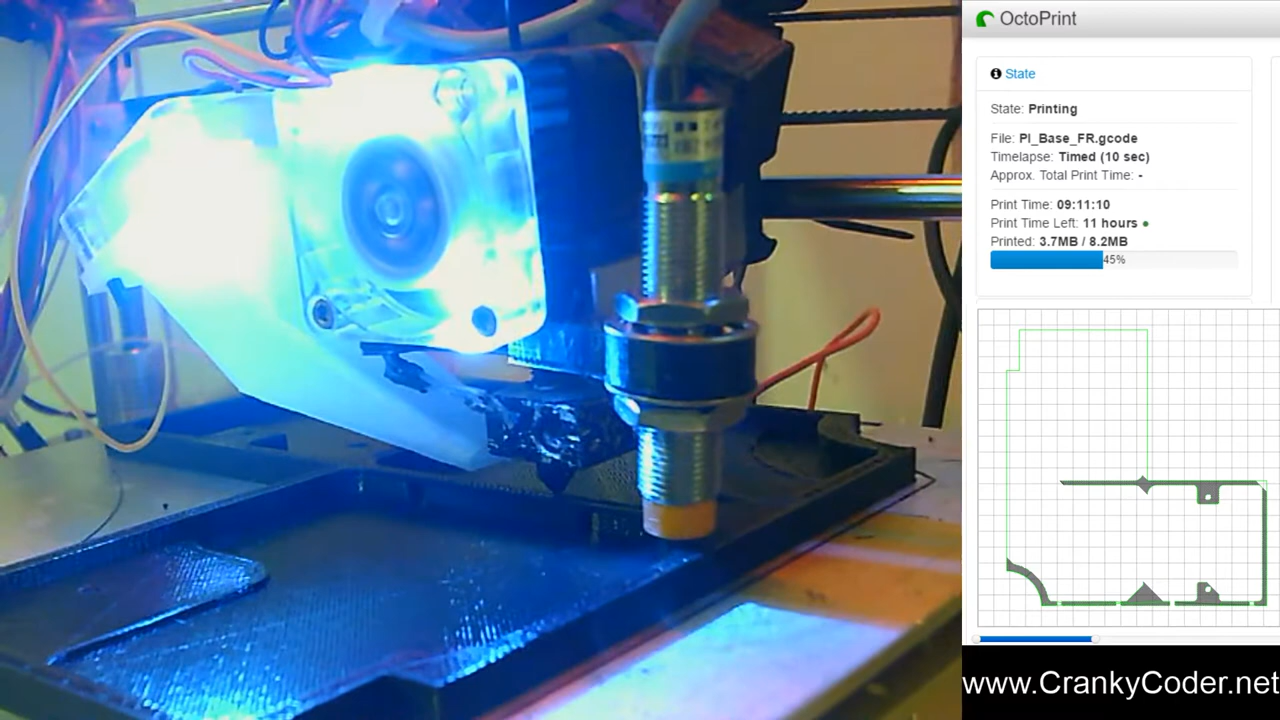 OctoPrint
State
State: Printing
File: PI_Base_FR.gcode
Timelapse: Timed (10 sec)
Approx. Total Print Time: -
Print Time: 09:11:10
Print Time Left: 11 hours
Printed: 3.7MB / 8.2MB
45%
www.CrankyCoder.net